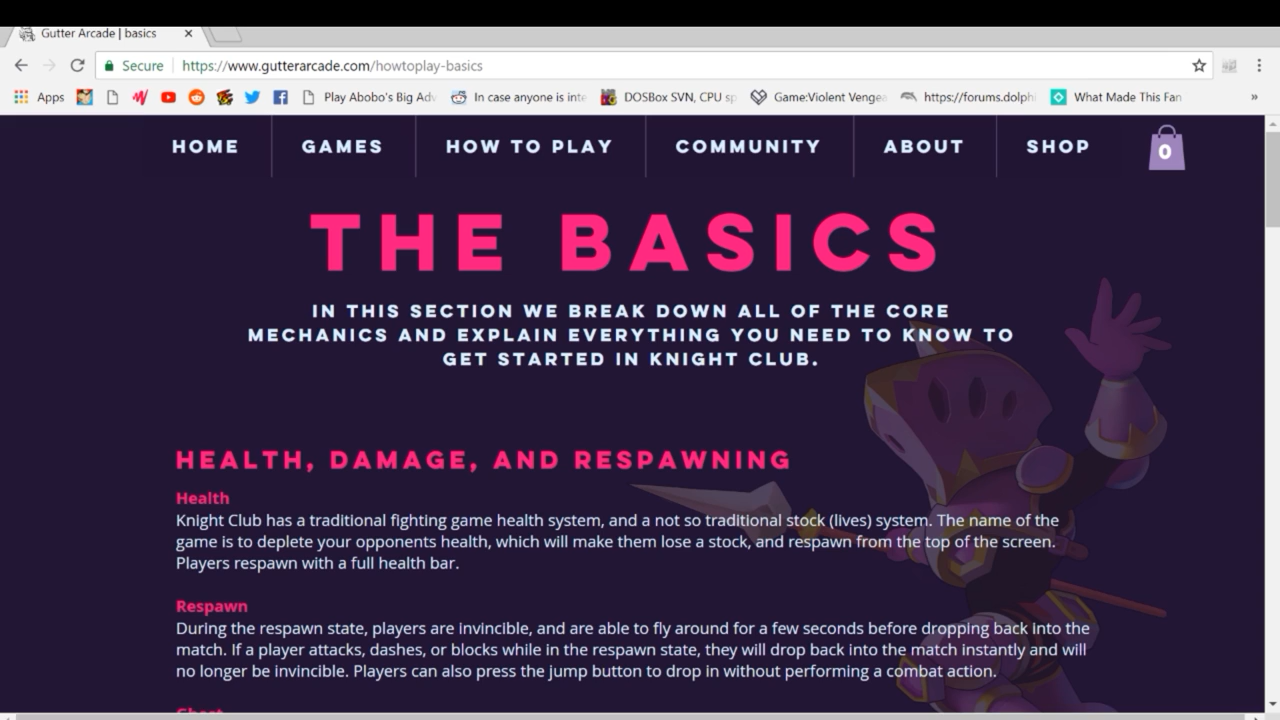 Gutter Arcade | basics
Secure https://www.gutterarcade.com/howtoplay-basics
Apps Play Abobo's Big Adv In case anyone is inte DOSBox SVN, CPU sp Game:Violent Vengea https://forums.dolph What Made This Fan »
HOME GAMES HOW TO PLAY COMMUNITY ABOUT SHOP 0
THE BASICS
IN THIS SECTION WE BREAK DOWN ALL OF THE CORE
MECHANICS AND EXPLAIN EVERYTHING YOU NEED TO KNOW TO
GET STARTED IN KNIGHT CLUB.
HEALTH, DAMAGE, AND RESPAWNING
Health
Knight Club has a traditional fighting game health system, and a not so traditional stock (lives) system. The name of the
game is to deplete your opponents health, which will make them lose a stock, and respawn from the top of the screen.
Players respawn with a full health bar.
Respawn
During the respawn state, players are invincible, and are able to fly around for a few seconds before dropping back into the
match. If a player attacks, dashes, or blocks while in the respawn state, they will drop back into the match instantly and will
no longer be invincible. Players can also press the jump button to drop in without performing a combat action.